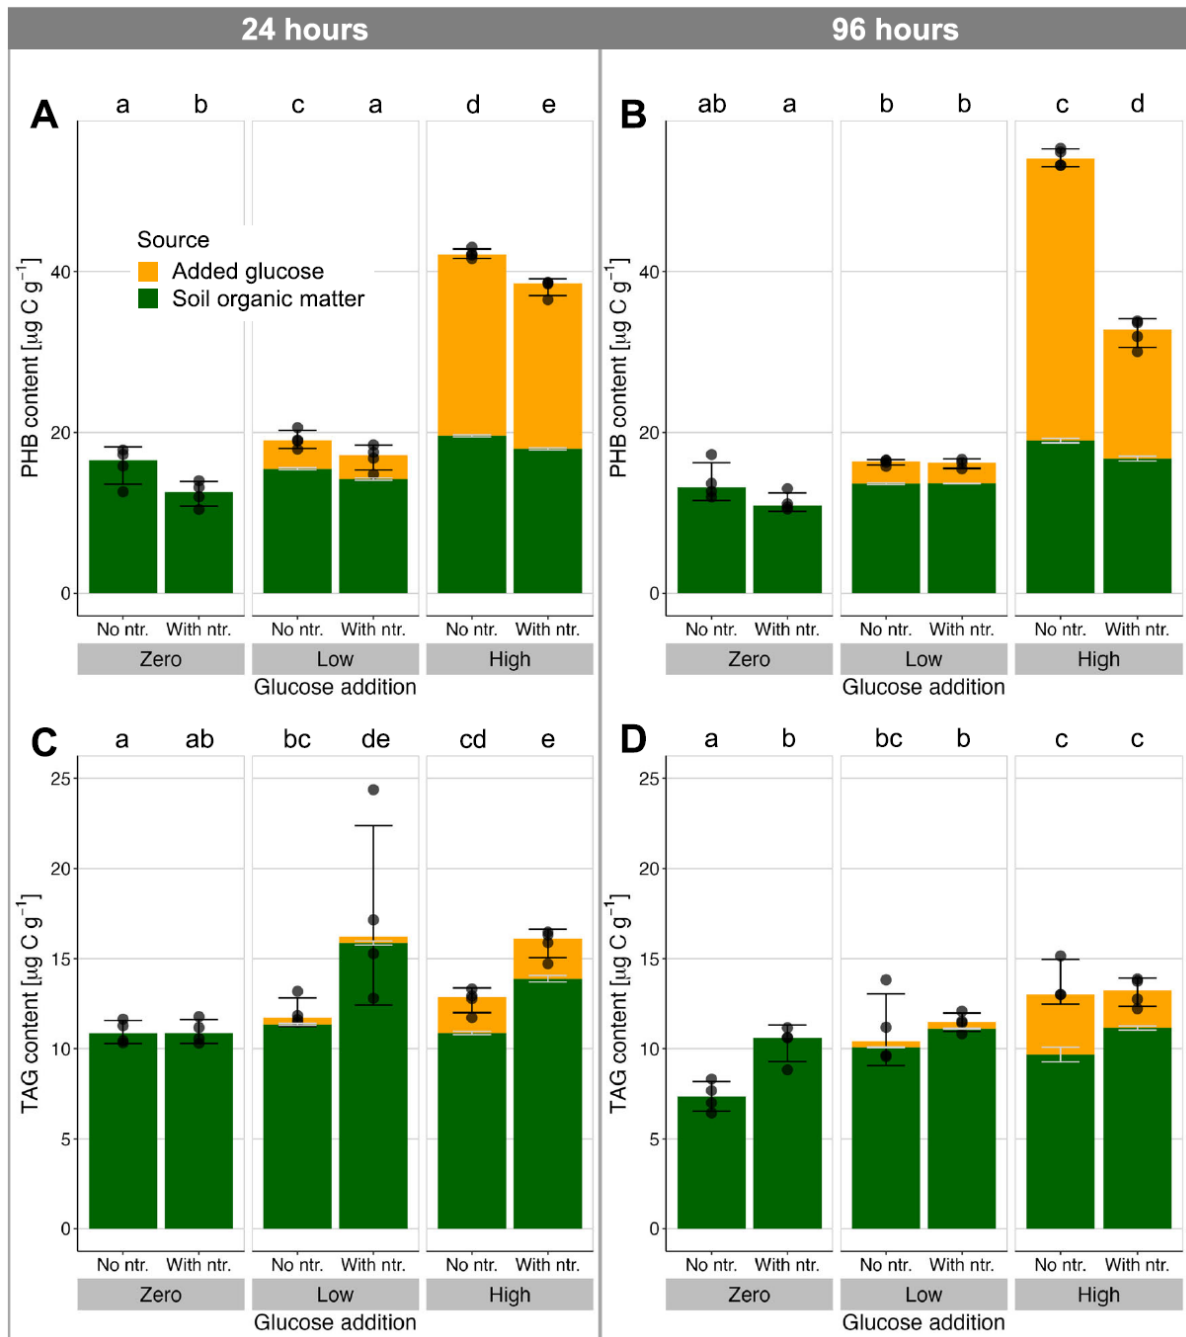 24 hours
96 hours
A
a b c a d e
PHB content [µg C g⁻¹]
40
20
0
Source
Added glucose
Soil organic matter
No ntr. With ntr. No ntr. With ntr. No ntr. With ntr.
Zero Low High
Glucose addition
B
ab a b b c d
PHB content [µg C g⁻¹]
40
20
0
No ntr. With ntr. No ntr. With ntr. No ntr. With ntr.
Zero Low High
Glucose addition
C
a ab bc de cd e
TAG content [µg C g⁻¹]
25
20
15
10
5
0
No ntr. With ntr. No ntr. With ntr. No ntr. With ntr.
Zero Low High
Glucose addition
D
a b bc b c c
TAG content [µg C g⁻¹]
25
20
15
10
5
0
No ntr. With ntr. No ntr. With ntr. No ntr. With ntr.
Zero Low High
Glucose addition